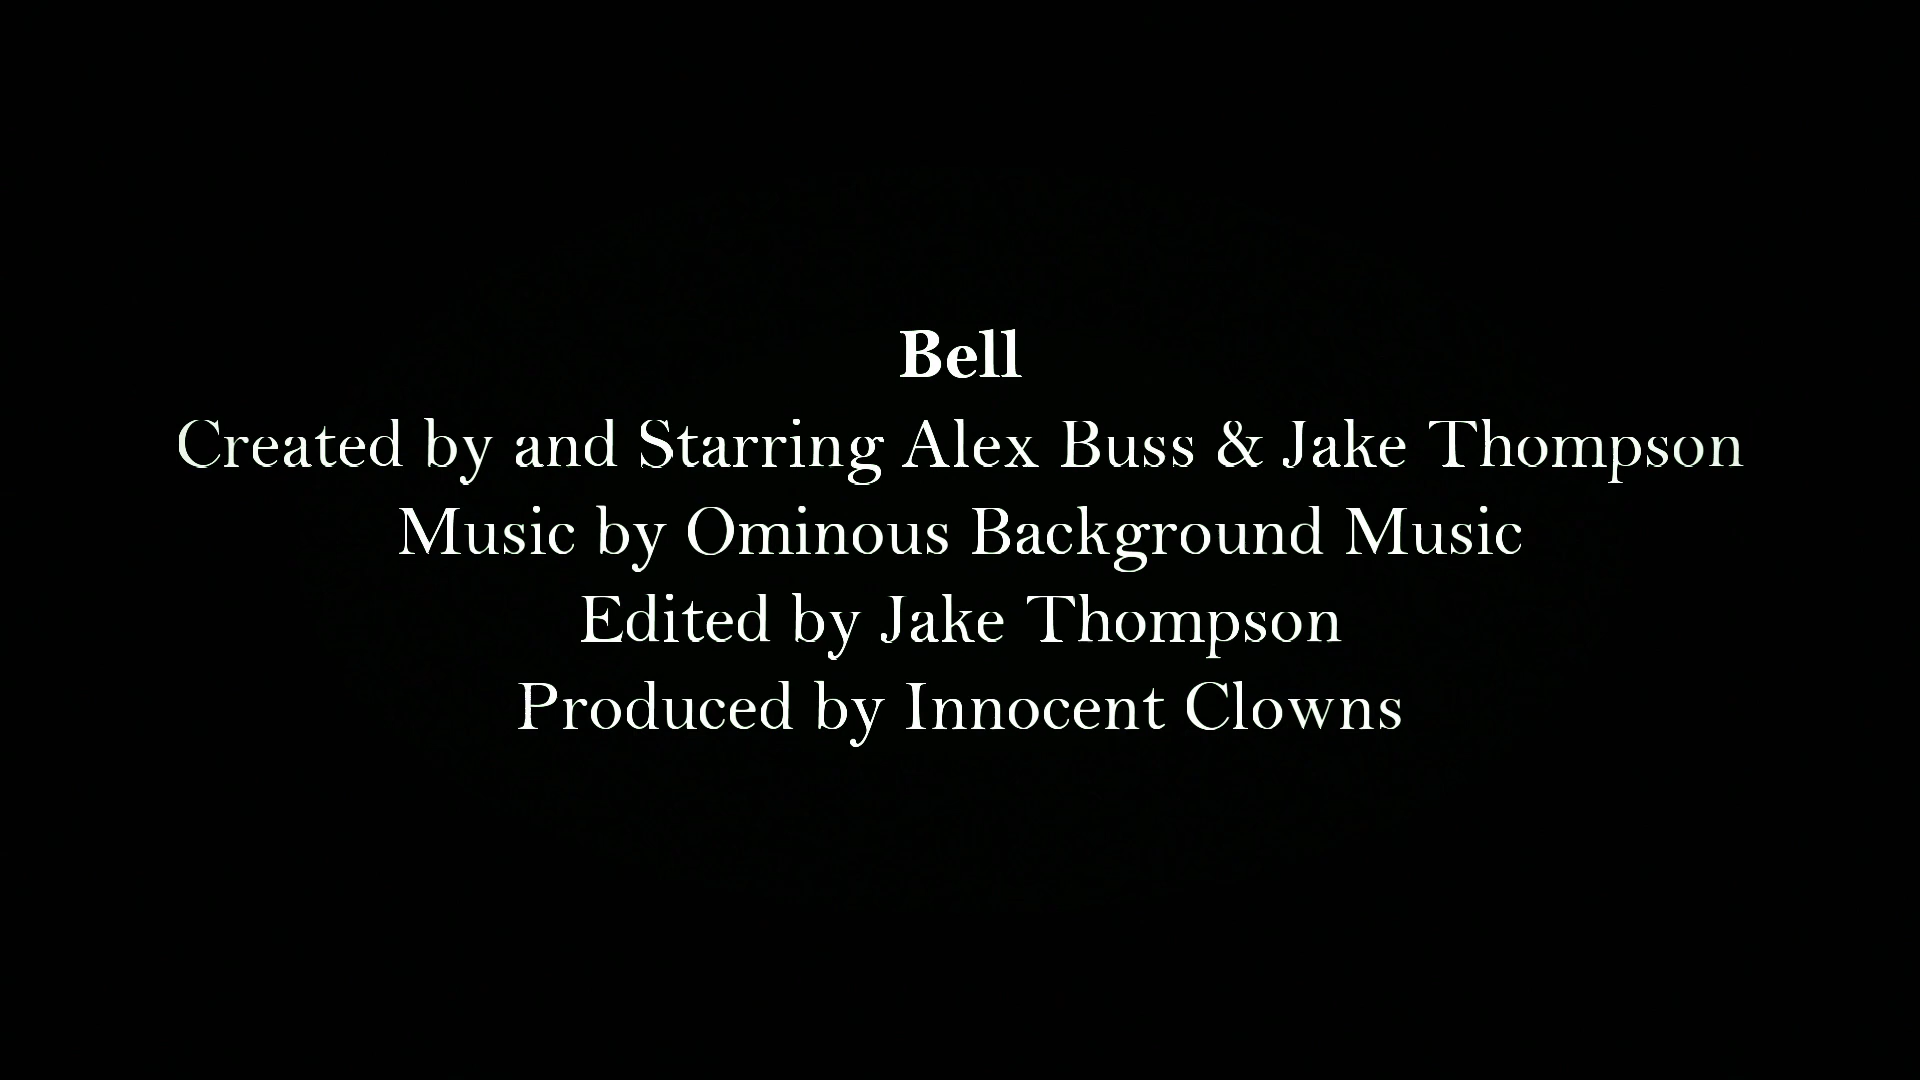 Bell
Created by and Starring Alex Buss & Jake Thompson
Music by Ominous Background Music
Edited by Jake Thompson
Produced by Innocent Clowns